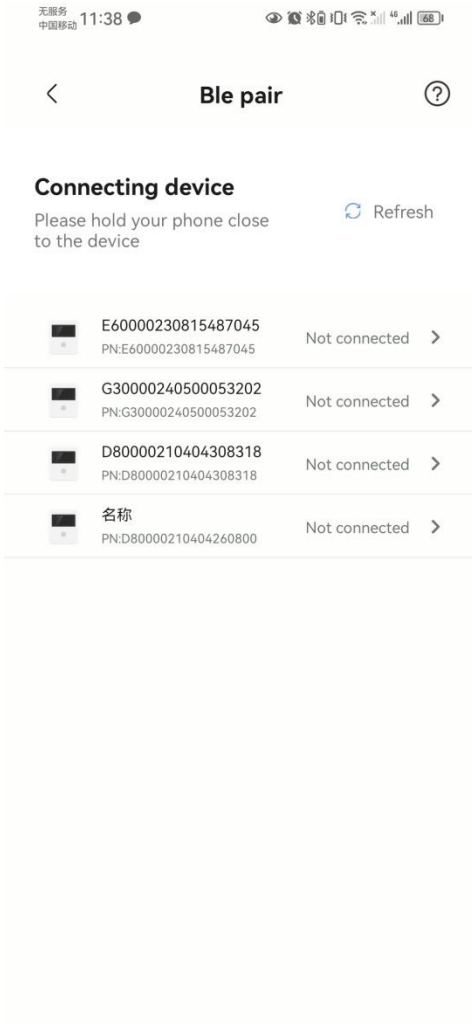 无服务
中国移动 11:38 4G 68
Ble pair
Connecting device
Please hold your phone close
to the device
Refresh
E60000230815487045
PN:E60000230815487045
Not connected
G30000240500053202
PN:G30000240500053202
Not connected
D80000210404308318
PN:D80000210404308318
Not connected
名称
PN:D80000210404260800
Not connected